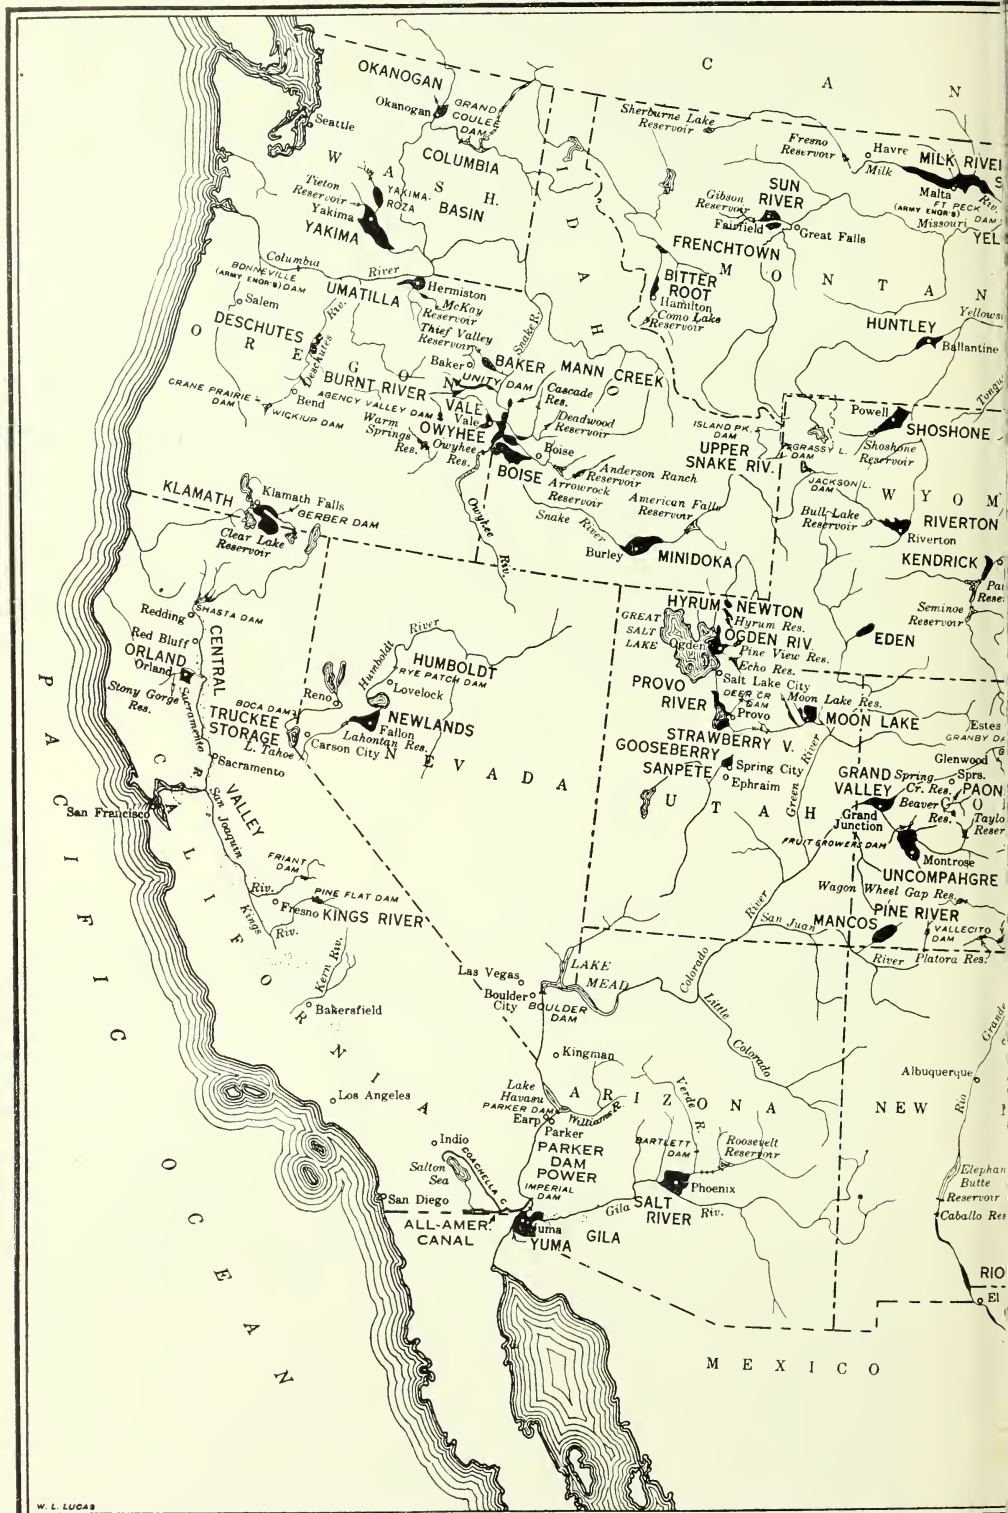 C A N
OKANOGAN
Okanogan
GRAND
COULEE
DAM
Seattle
COLUMBIA
BASIN
W A S H.
Tieton
Reservoir
YAKIMA-
ROZA
Yakima
YAKIMA
Columbia River
BONNEVILLE
(ARMY ENGR'S) DAM
UMATILLA
Hermiston
McKay
Reservoir
Salem
DESCHUTES
Riv.
Deschutes
Thief Valley
Reservoir
Snake R.
O R E G O N
Baker
BAKER
MANN CREEK
UNITY DAM
BURNT RIVER
Cascade
Res.
CRANE PRAIRIE
DAM
Bend
WICKIUP DAM
AGENCY VALLEY DAM
VALE
Vale
Deadwood
Reservoir
Warm
Springs
Res.
OWYHEE
Owyhee
Res.
Boise
BOISE
Anderson Ranch
Arrowrock
Reservoir
American Falls
Reservoir
Snake River
Owyhee
Riv.
Burley
MINIDOKA
I D A H O
KLAMATH
Klamath Falls
GERBER DAM
Clear Lake
Reservoir
Sherburne Lake
Reservoir
Fresno
Reservoir
Havre
MILK RIVE
Milk
Riv.
Malta
FT PECK
(ARMY ENGR'S) DAM
Missouri
YEL
SUN
RIVER
Gibson
Reservoir
Fairfield
Great Falls
FRENCHTOWN
M O N T A N
BITTER
ROOT
Hamilton
Como Lake
Reservoir
HUNTLEY
Ballantine
Yellows
Tongu
Powell
SHOSHONE
Shoshone
Reservoir
ISLAND PK.
DAM
UPPER
SNAKE RIV.
GRASSY L.
DAM
JACKSON L.
DAM
W Y O M
Bull Lake
Reservoir
RIVERTON
Riverton
KENDRICK
Pat
Rese
Seminoe
Reservoir
EDEN
HYRUM
NEWTON
Hyrum Res.
GREAT
SALT
LAKE
Ogden
OGDEN RIV.
Pine View Res.
Echo Res.
Salt Lake City
PROVO
RIVER
DEER CR
DAM
Moon Lake Res.
Provo
MOON LAKE
STRAWBERRY V.
GOOSEBERRY
SANPETE
Spring City
Ephraim
Green River
U T A H
Redding
SHASTA DAM
Red Bluff
ORLAND
Orland
Stony Gorge
Res.
Sacramento
CENTRAL
VALLEY
Humboldt River
HUMBOLDT
RYE PATCH DAM
Lovelock
Reno
BOCA DAM
TRUCKEE
STORAGE
L. Tahoe
NEWLANDS
Fallon
Lahontan Res.
Carson City
N E V A D A
Sacramento
San Francisco
San Joaquin
Riv.
FRIANT
DAM
PINE FLAT DAM
Fresno
KINGS RIVER
Kings
Riv.
Kern Riv.
Bakersfield
C A L I F O R N I A
Estes
GRANBY DA
Glenwood
Sprs.
GRAND
VALLEY
Spring
Cr. Res.
PAON
C O
Beaver
Res.
Taylo
Reser
Grand
Junction
FRUIT GROWERS DAM
Montrose
UNCOMPAHGRE
Wagon Wheel Gap Res.
PINE RIVER
MANCOS
VALLECITO
DAM
San Juan
River
Platora Res.
Colorado
River
Little
Colorado
Las Vegas
LAKE
MEAD
Boulder
City
BOULDER
DAM
Kingman
Lake
Havasu
PARKER DAM
Earp
Parker
Williams R.
PARKER
DAM
POWER
IMPERIAL
DAM
A R I Z O N A
Verde
R.
BARTLETT
DAM
Roosevelt
Reservoir
Phoenix
SALT
RIVER
Gila Riv.
GILA
Los Angeles
Indio
Salton
Sea
COACHELLA C.
San Diego
ALL-AMER.
CANAL
Yuma
YUMA
Albuquerque
Grande
Rio
NEW
Elephan
Butte
Reservoir
Caballo Res
RIO
El
M E X I C O
P A C I F I C
O C E A N
W. L. LUCAS